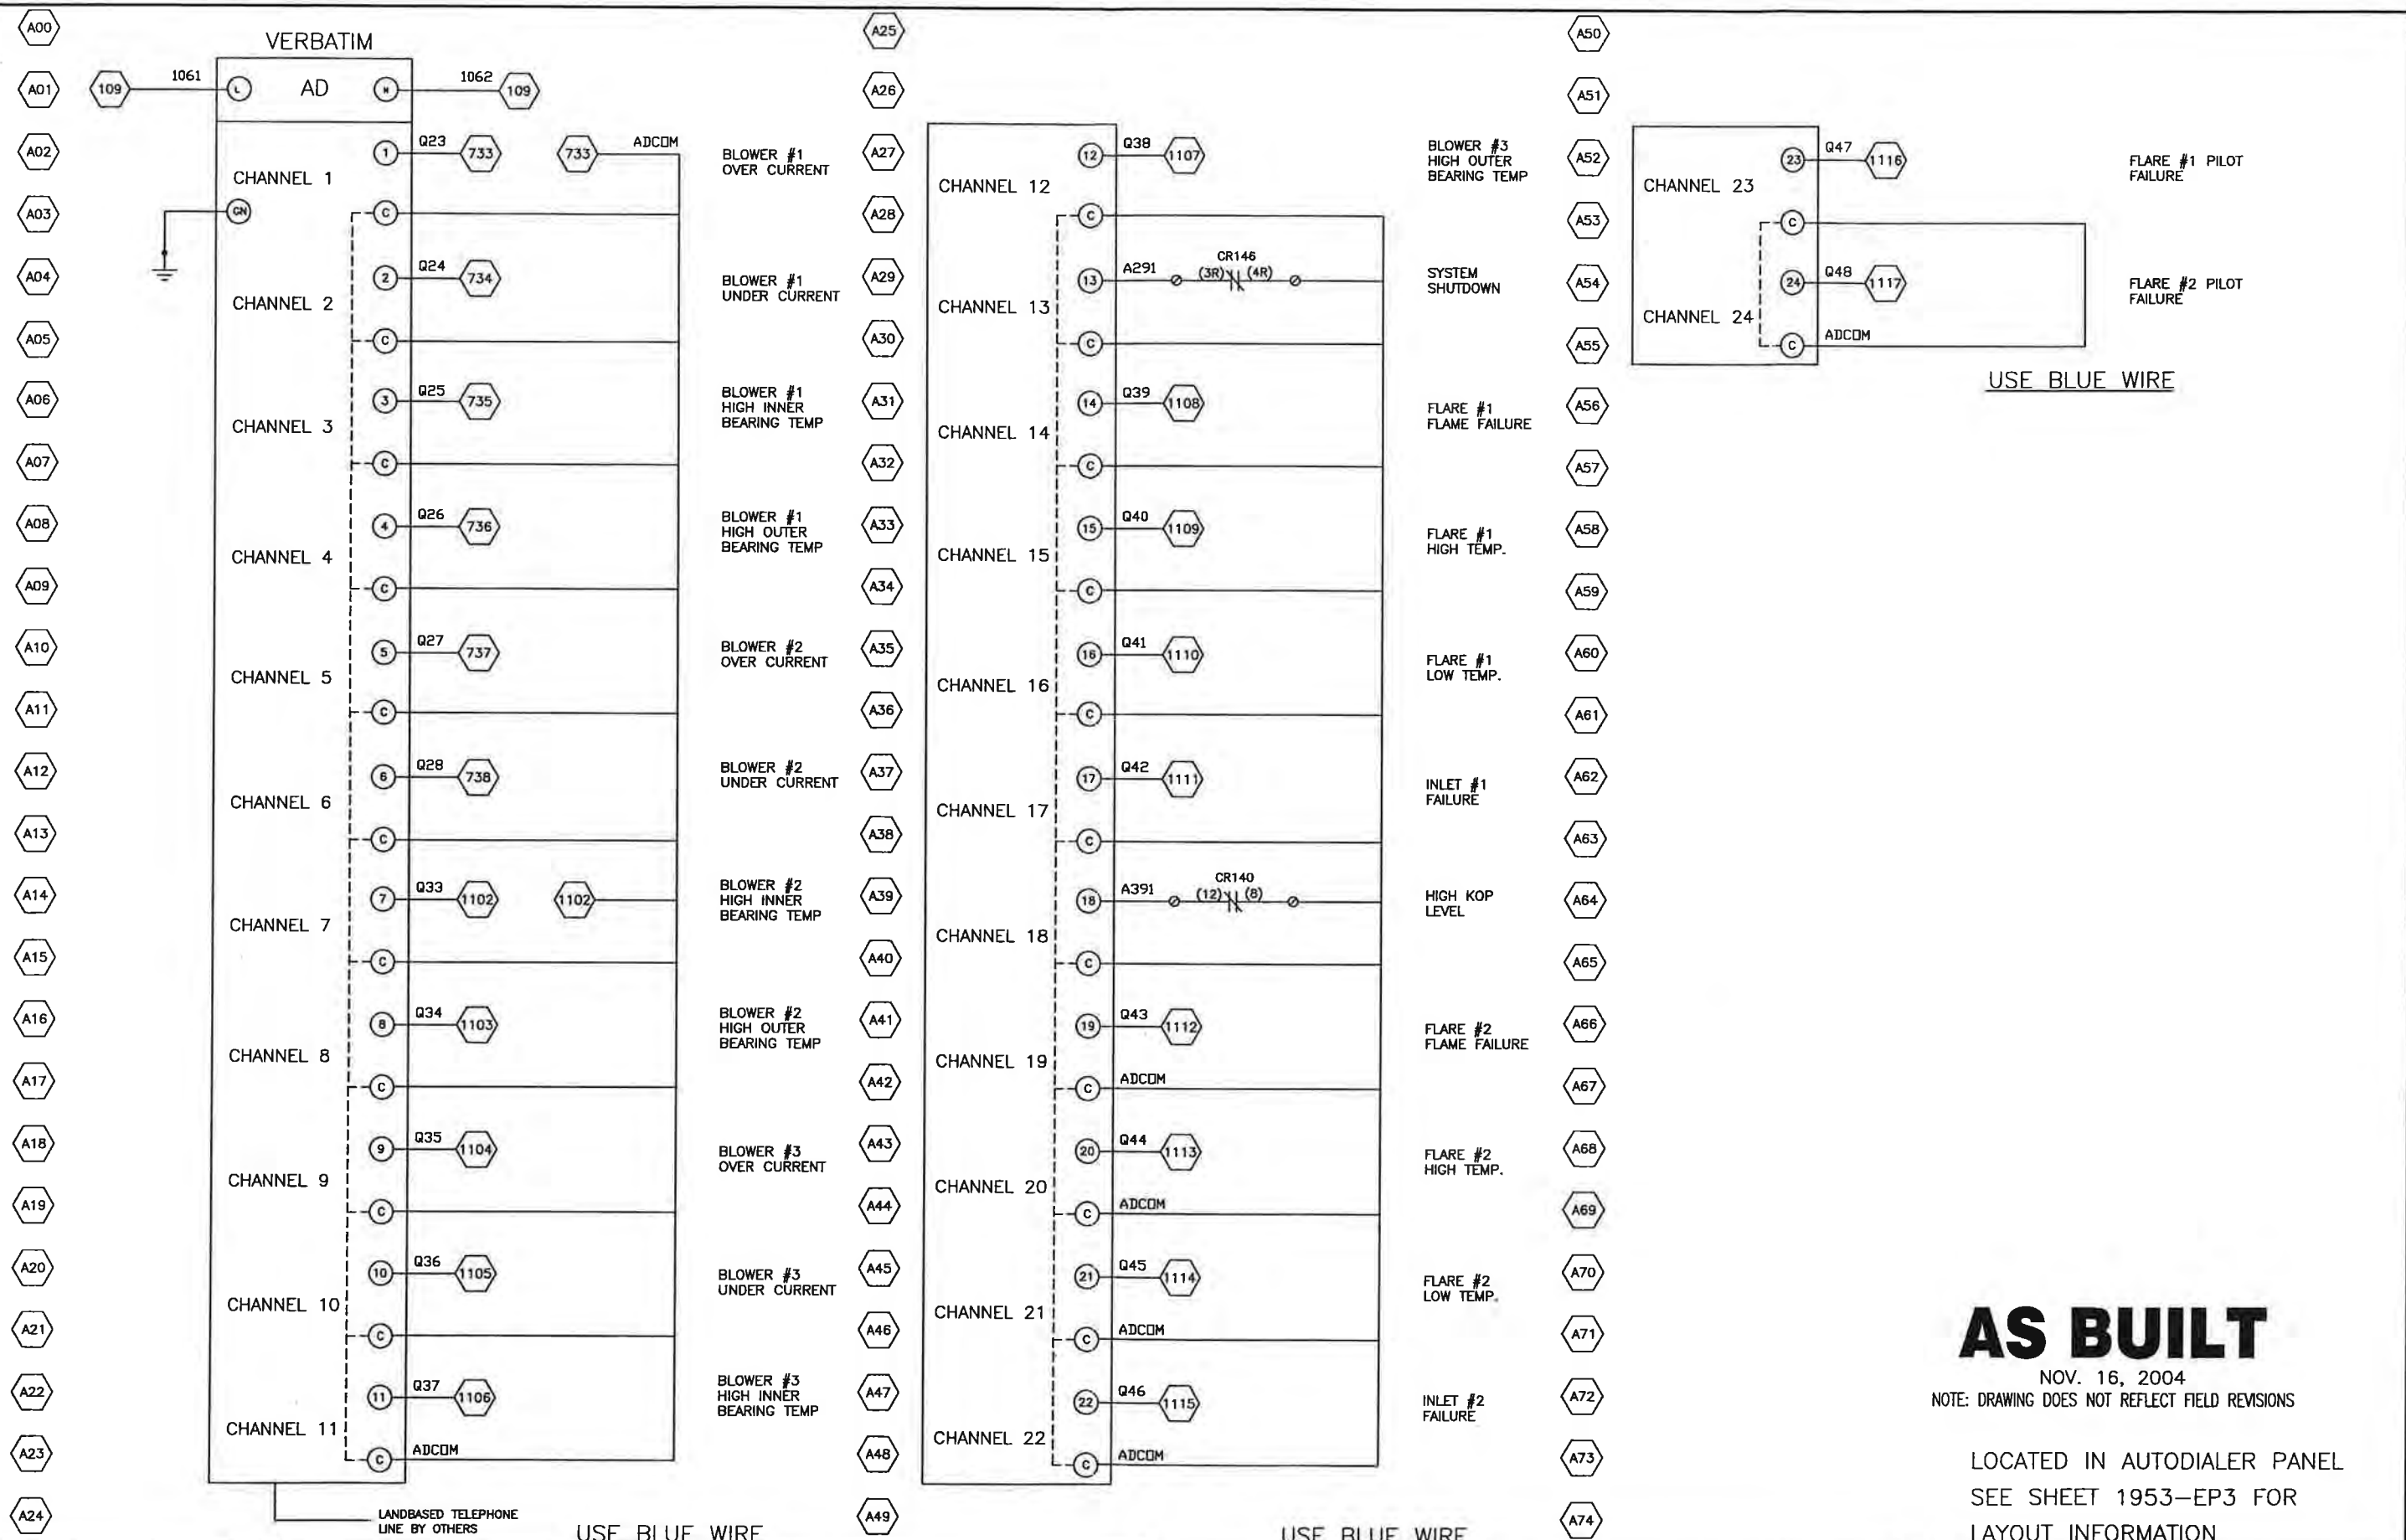 A00
VERBATIM
A01
109
1061
L
AD
N
1062
109
A02
CHANNEL 1
1
Q23
733
733
ADCOM
BLOWER #1
OVER CURRENT
A03
GN
C
A04
CHANNEL 2
2
Q24
734
BLOWER #1
UNDER CURRENT
A05
C
A06
CHANNEL 3
3
Q25
735
BLOWER #1
HIGH INNER
BEARING TEMP
A07
C
A08
CHANNEL 4
4
Q26
736
BLOWER #1
HIGH OUTER
BEARING TEMP
A09
C
A10
CHANNEL 5
5
Q27
737
BLOWER #2
OVER CURRENT
A11
C
A12
CHANNEL 6
6
Q28
738
BLOWER #2
UNDER CURRENT
A13
C
A14
CHANNEL 7
7
Q33
1102
1102
BLOWER #2
HIGH INNER
BEARING TEMP
A15
C
A16
CHANNEL 8
8
Q34
1103
BLOWER #2
HIGH OUTER
BEARING TEMP
A17
C
A18
CHANNEL 9
9
Q35
1104
BLOWER #3
OVER CURRENT
A19
C
A20
CHANNEL 10
10
Q36
1105
BLOWER #3
UNDER CURRENT
A21
C
A22
CHANNEL 11
11
Q37
1106
BLOWER #3
HIGH INNER
BEARING TEMP
A23
C
ADCOM
A24
LANDBASED TELEPHONE
LINE BY OTHERS
USE BLUE WIRE
A25
A26
A27
CHANNEL 12
12
Q38
1107
BLOWER #3
HIGH OUTER
BEARING TEMP
A28
C
A29
CHANNEL 13
13
A291
CR146
(3R)
(4R)
SYSTEM
SHUTDOWN
A30
C
A31
CHANNEL 14
14
Q39
1108
FLARE #1
FLAME FAILURE
A32
C
A33
CHANNEL 15
15
Q40
1109
FLARE #1
HIGH TEMP.
A34
C
A35
CHANNEL 16
16
Q41
1110
FLARE #1
LOW TEMP.
A36
C
A37
CHANNEL 17
17
Q42
1111
INLET #1
FAILURE
A38
C
A39
CHANNEL 18
18
A391
CR140
(12)
(8)
HIGH KOP
LEVEL
A40
C
A41
CHANNEL 19
19
Q43
1112
FLARE #2
FLAME FAILURE
A42
C
ADCOM
A43
CHANNEL 20
20
Q44
1113
FLARE #2
HIGH TEMP.
A44
C
ADCOM
A45
CHANNEL 21
21
Q45
1114
FLARE #2
LOW TEMP.
A46
C
ADCOM
A47
CHANNEL 22
22
Q46
1115
INLET #2
FAILURE
A48
C
ADCOM
A49
USE BLUE WIRE
A50
A51
A52
CHANNEL 23
23
Q47
1116
FLARE #1 PILOT
FAILURE
A53
C
A54
CHANNEL 24
24
Q48
1117
FLARE #2 PILOT
FAILURE
A55
C
ADCOM
USE BLUE WIRE
A56
A57
A58
A59
A60
A61
A62
A63
A64
A65
A66
A67
A68
A69
A70
A71
A72
A73
A74
AS BUILT
NOV. 16, 2004
NOTE: DRAWING DOES NOT REFLECT FIELD REVISIONS
LOCATED IN AUTODIALER PANEL
SEE SHEET 1953-EP3 FOR
LAYOUT INFORMATION